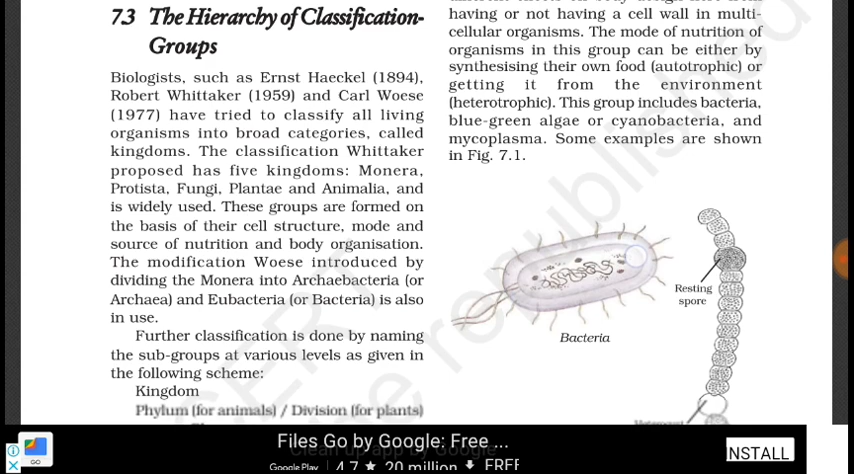 7.3 The Hierarchy of Classification-
Groups
Biologists, such as Ernst Haeckel (1894),
Robert Whittaker (1959) and Carl Woese
(1977) have tried to classify all living
organisms into broad categories, called
kingdoms. The classification Whittaker
proposed has five kingdoms: Monera,
Protista, Fungi, Plantae and Animalia, and
is widely used. These groups are formed on
the basis of their cell structure, mode and
source of nutrition and body organisation.
The modification Woese introduced by
dividing the Monera into Archaebacteria (or
Archaea) and Eubacteria (or Bacteria) is also
in use.
Further classification is done by naming
the sub-groups at various levels as given in
the following scheme:
Kingdom
Phylum (for animals) / Division (for plants)
having or not having a cell wall in multi-
cellular organisms. The mode of nutrition of
organisms in this group can be either by
synthesising their own food (autotrophic) or
getting it from the environment
(heterotrophic). This group includes bacteria,
blue-green algae or cyanobacteria, and
mycoplasma. Some examples are shown
in Fig. 7.1.
Resting
spore
Bacteria
republished
GO
Files Go by Google: Free ...
Clean up app by Google
Google Play 4.7 ★ 20 million FREE
INSTALL